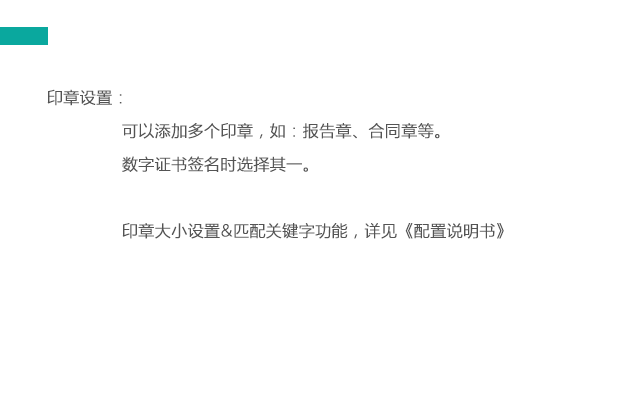 印章设置：
可以添加多个印章，如：报告章、合同章等。
数字证书签名时选择其一。
印章大小设置&匹配关键字功能，详见《配置说明书》